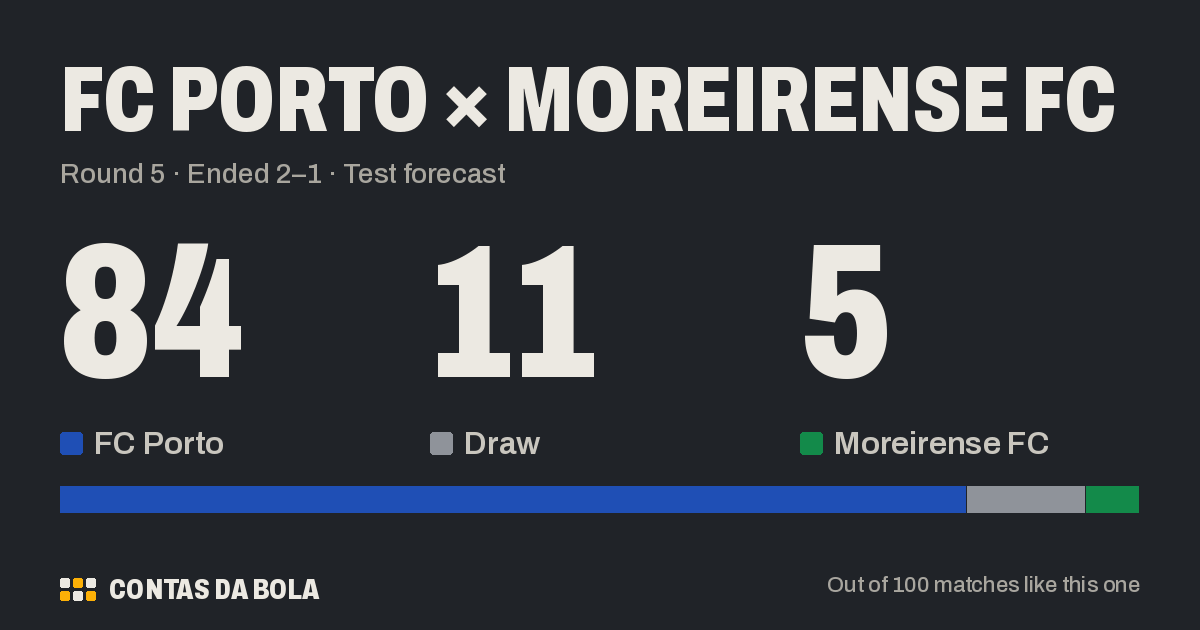 FC PORTO × MOREIRENSE FC
Round 5 · Ended 2–1 · Test forecast
84 11 5
FC Porto Draw Moreirense FC
CONTAS DA BOLA
Out of 100 matches like this one